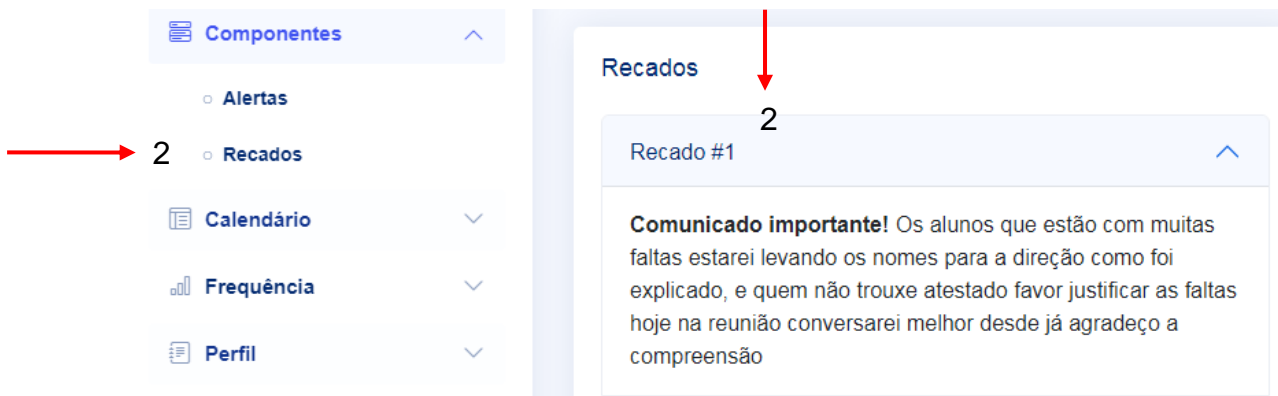 Componentes
Alertas
2 Recados
Calendário
Frequência
Perfil
Recados
2
Recado #1
Comunicado importante! Os alunos que estão com muitas
faltas estarei levando os nomes para a direção como foi
explicado, e quem não trouxe atestado favor justificar as faltas
hoje na reunião conversarei melhor desde já agradeço a
compreensão